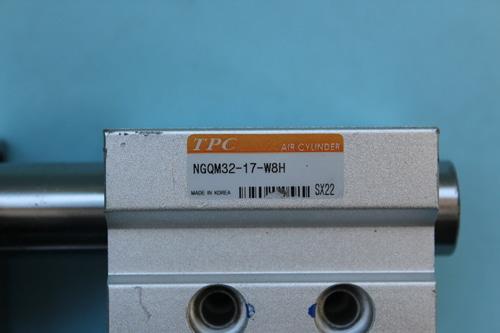 TPC AIR CYLINDER
NGQM32-17-W8H
MADE IN KOREA SX22